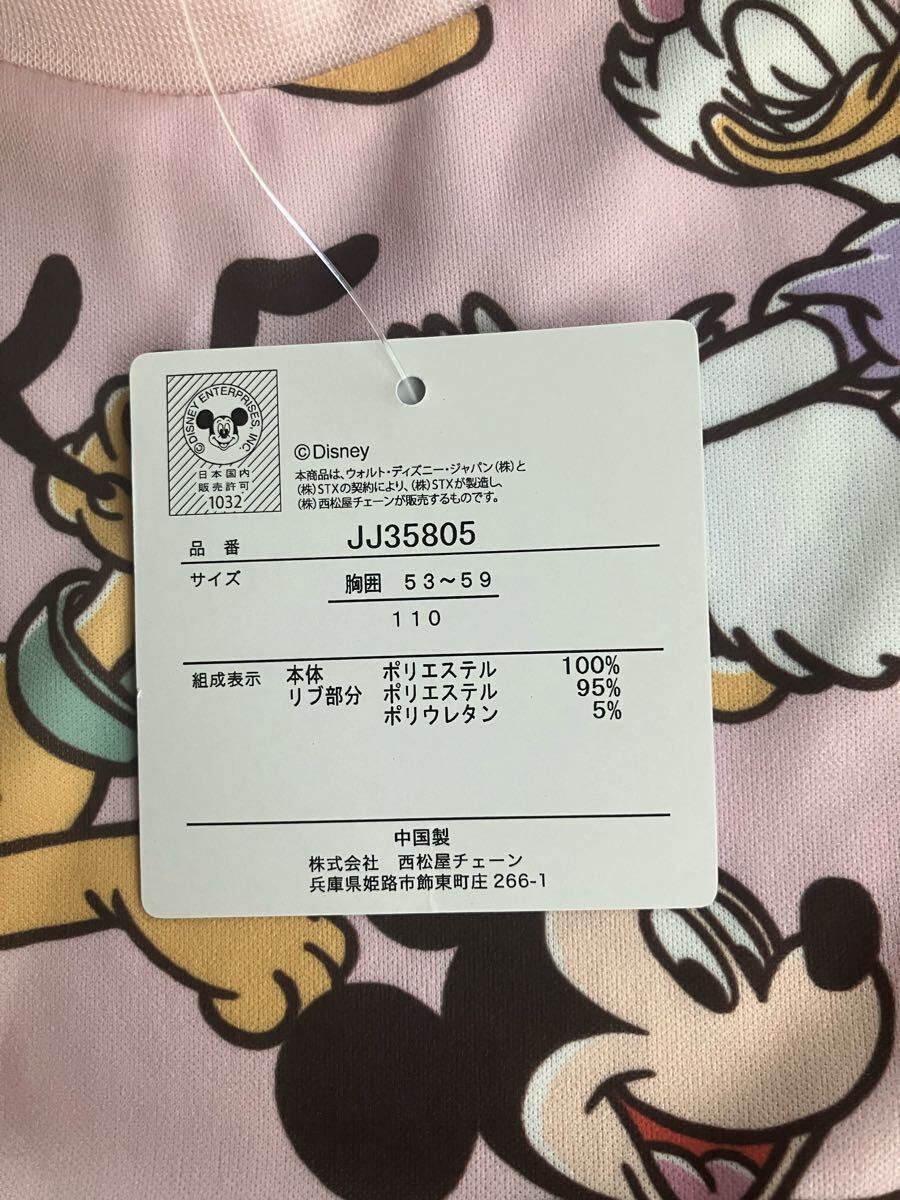 ©DISNEY ENTERPRISES, INC.
日本国内
販売許可
1032
©Disney
本商品は、ウォルト・ディズニー・ジャパン(株)と
(株)STXの契約により、(株)STXが製造し、
(株)西松屋チェーンが販売するものです。
品 番 JJ35805
サイズ 胸囲 53~59
110
組成表示 本体 ポリエステル 100%
リブ部分 ポリエステル 95%
ポリウレタン 5%
中国製
株式会社 西松屋チェーン
兵庫県姫路市飾東町庄 266-1